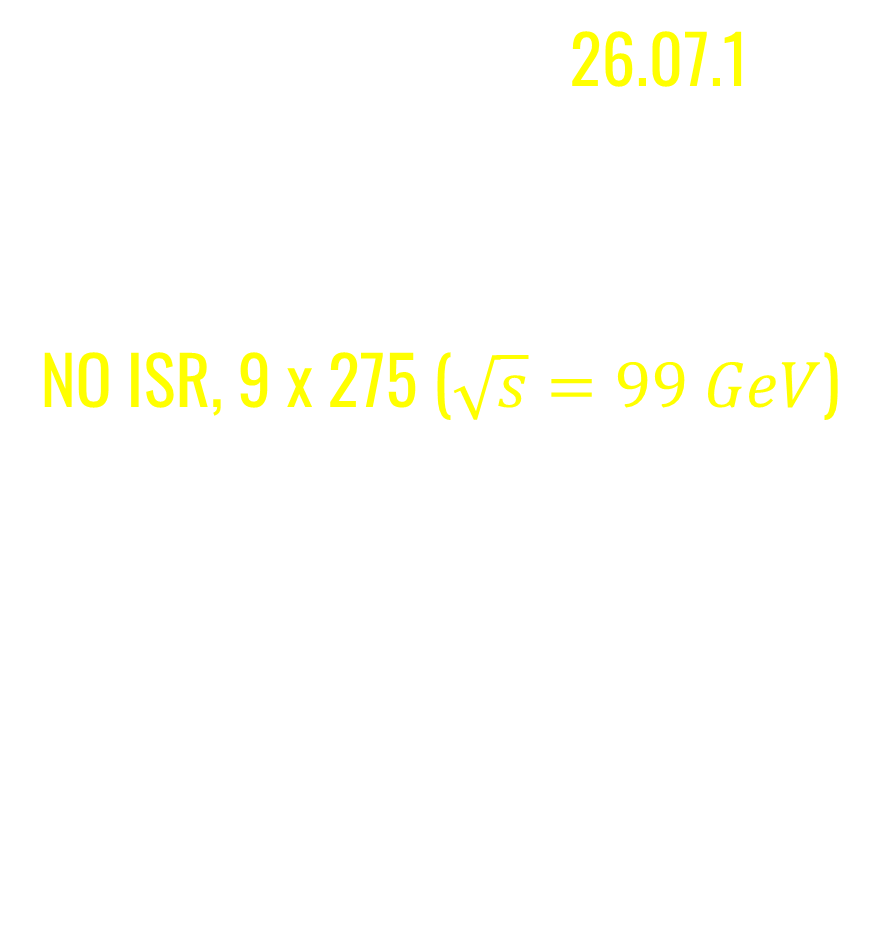 26.07.1
NO ISR, 9 x 275 (√s = 99 GeV)